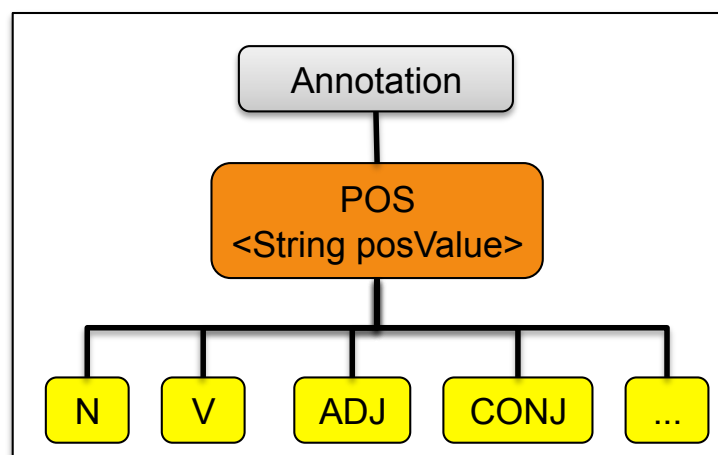 Annotation
POS
<String posValue>
N
V
ADJ
CONJ
...